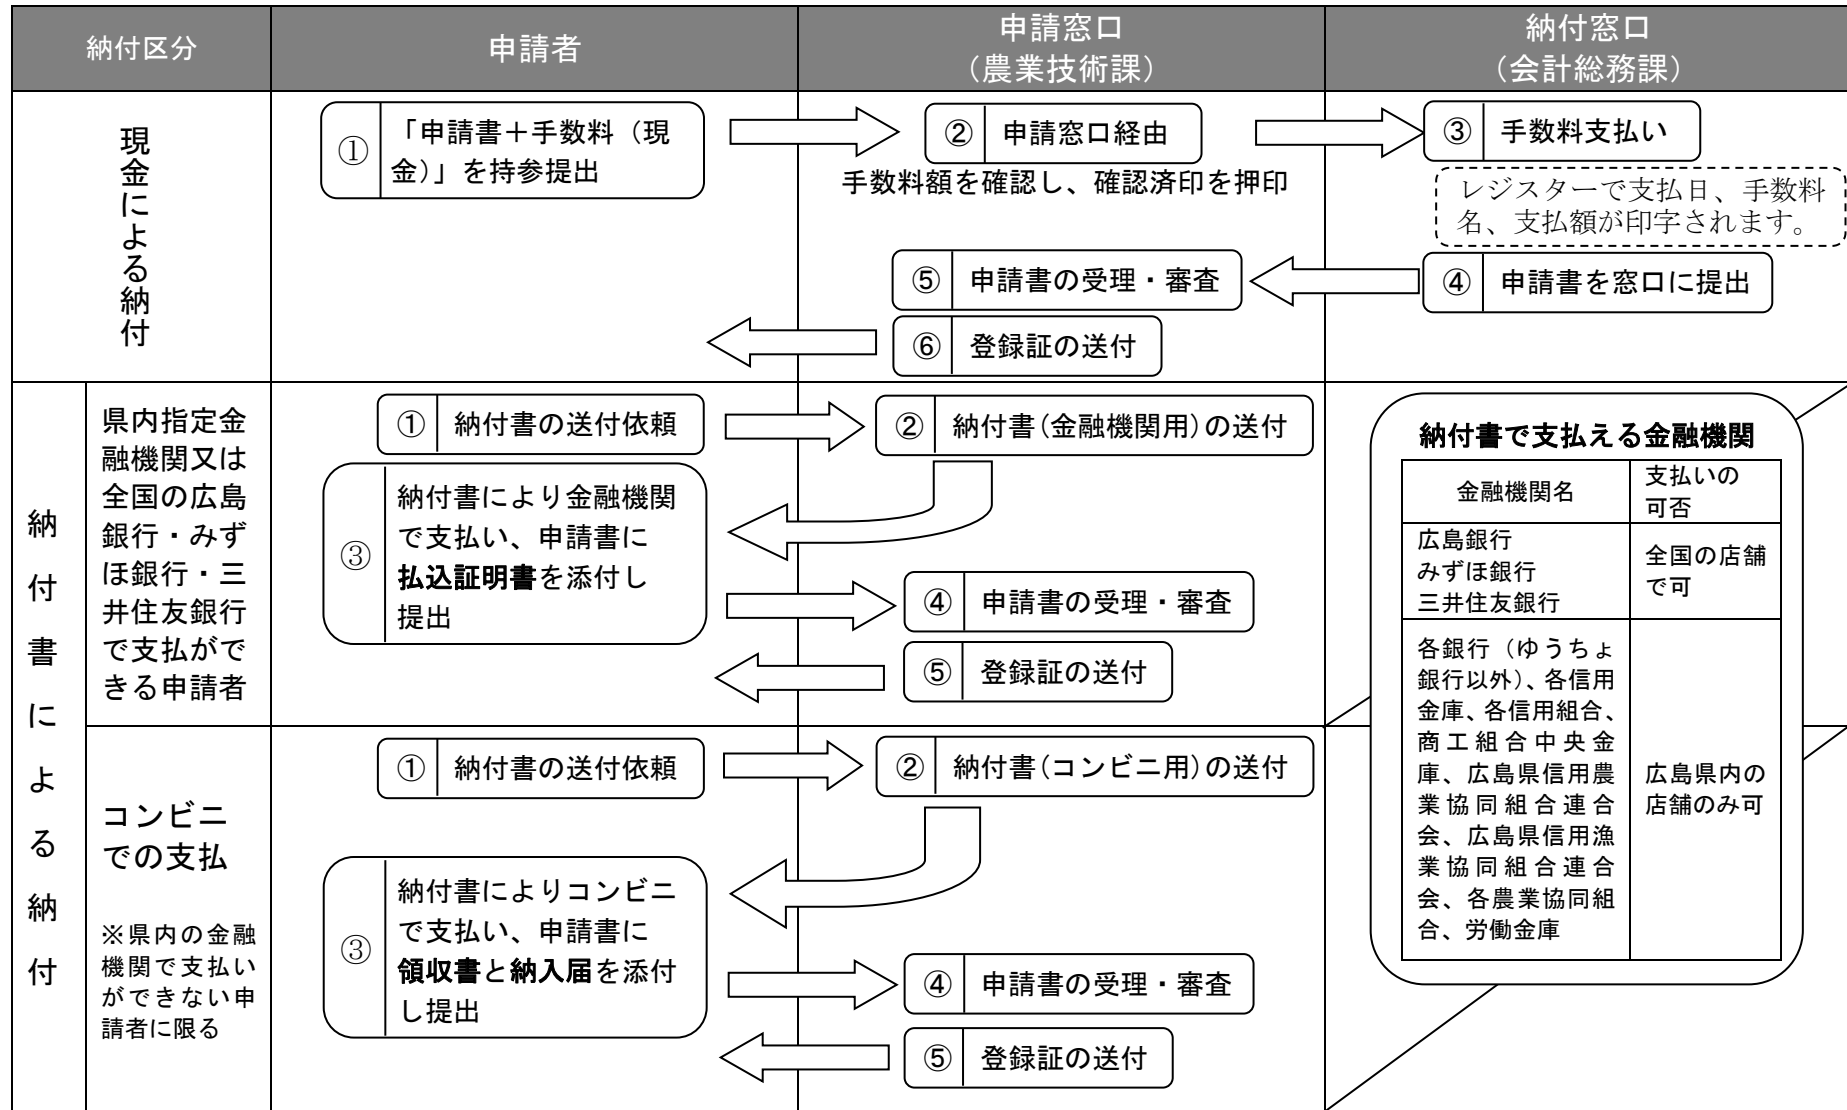 納付区分
申請者
申請窓口
（農業技術課）
納付窓口
（会計総務課）
現金による納付
①
「申請書＋手数料（現
金）」を持参提出
②
申請窓口経由
手数料額を確認し、確認済印を押印
③
手数料支払い
レジスターで支払日、手数料
名、支払額が印字されます。
④
申請書を窓口に提出
⑤
申請書の受理・審査
⑥
登録証の送付
納付書による納付
県内指定金
融機関又は
全国の広島
銀行・みず
ほ銀行・三
井住友銀行
で支払がで
きる申請者
①
納付書の送付依頼
②
納付書（金融機関用）の送付
③
納付書により金融機関
で支払い、申請書に
払込証明書を添付し
提出
④
申請書の受理・審査
⑤
登録証の送付
コンビニ
での支払
※県内の金融
機関で支払い
ができない申
請者に限る
①
納付書の送付依頼
②
納付書（コンビニ用）の送付
③
納付書によりコンビニ
で支払い、申請書に
領収書と納入届を添付
し提出
④
申請書の受理・審査
⑤
登録証の送付
納付書で支払える金融機関
金融機関名
支払いの
可否
広島銀行
みずほ銀行
三井住友銀行
全国の店舗
で可
各銀行（ゆうちょ
銀行以外）、各信用
金庫、各信用組合、
商工組合中央金
庫、広島県信用農
業協同組合連合
会、広島県信用漁
業協同組合連合
会、各農業協同組
合、労働金庫
広島県内の
店舗のみ可